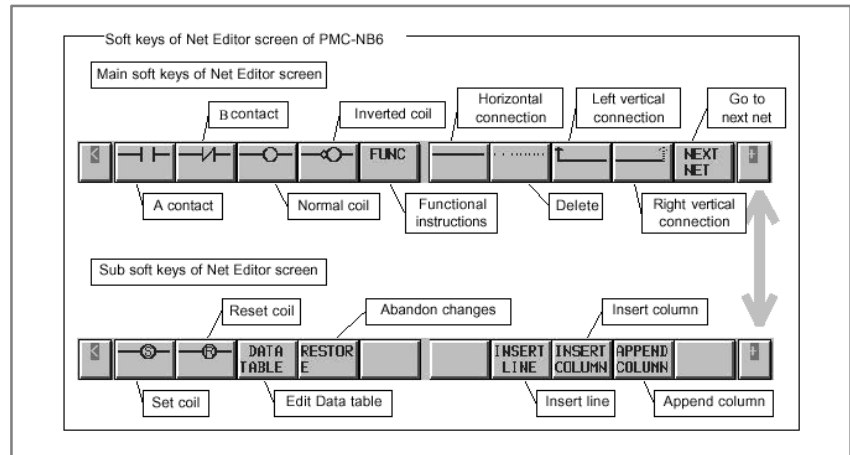 Soft keys of Net Editor screen of PMC-NB6
Main soft keys of Net Editor screen
B contact
Inverted coil
Horizontal
connection
Left vertical
connection
Go to
next net
<
FUNC
NEXT
NET
+
A contact
Normal coil
Functional
instructions
Delete
Right vertical
connection
Sub soft keys of Net Editor screen
Reset coil
Abandon changes
Insert column
<
S
R
DATA
TABLE
RESTOR
E
INSERT
LINE
INSERT
COLUMN
APPEND
COLUMN
+
Set coil
Edit Data table
Insert line
Append column